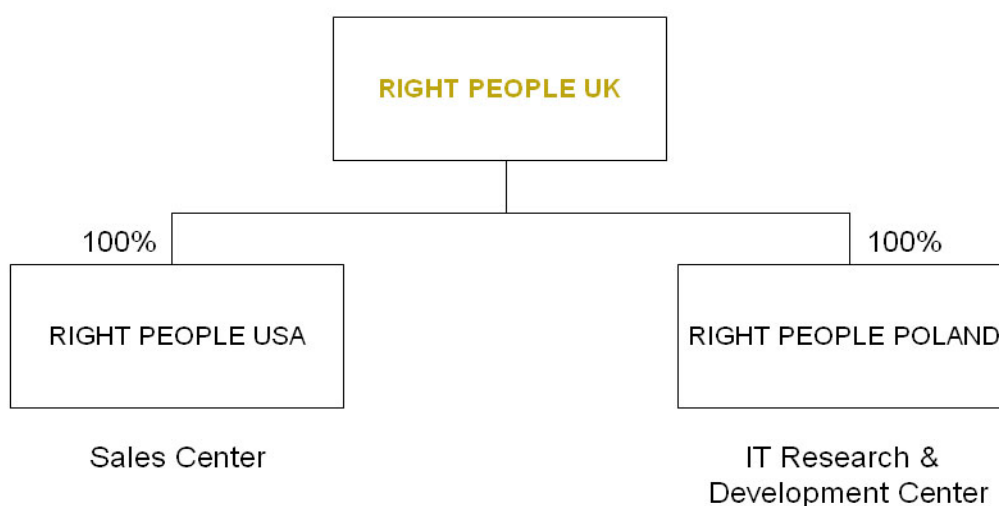 RIGHT PEOPLE UK
100%
100%
RIGHT PEOPLE USA
RIGHT PEOPLE POLAND
Sales Center
IT Research &
Development Center